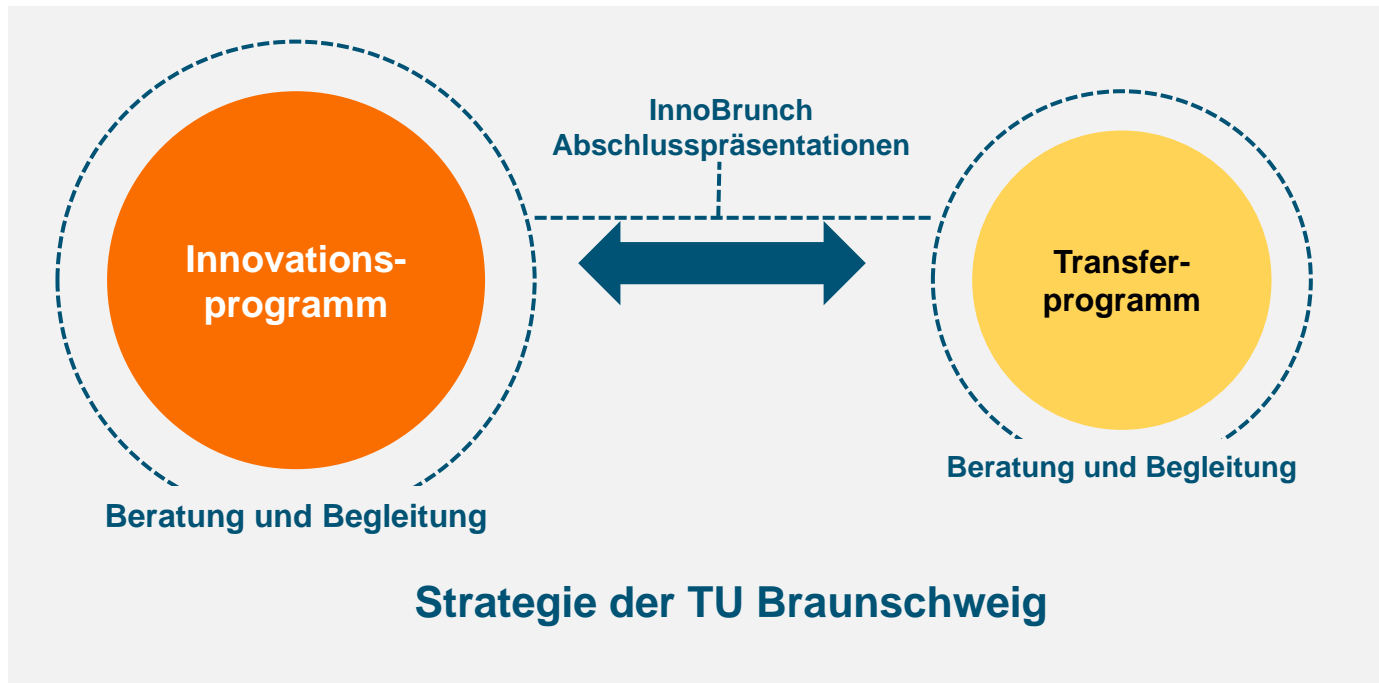 InnoBrunch
Abschlusspräsentationen
Innovations-
programm
Transfer-
programm
Beratung und Begleitung
Beratung und Begleitung
Strategie der TU Braunschweig